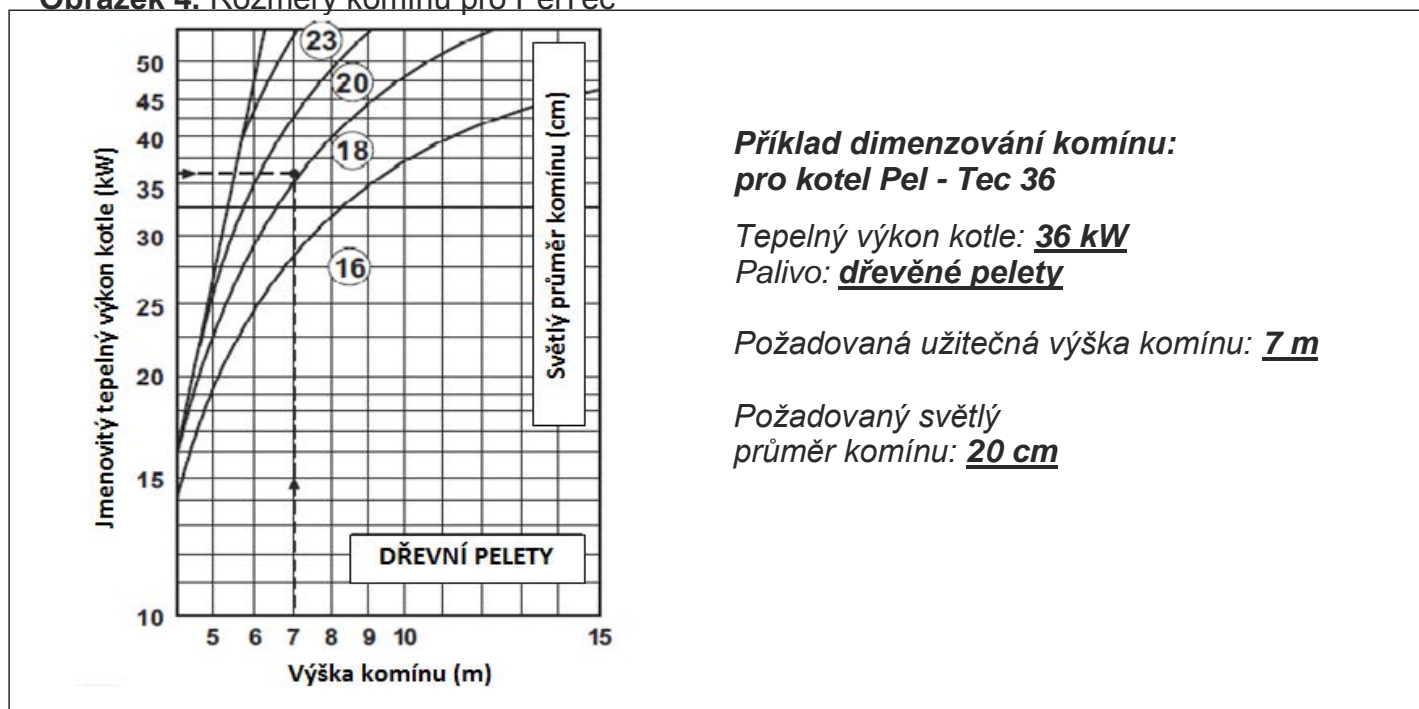 Obrázek 4. Rozměry komínu pro PelTec
50
45
40
35
30
25
20
15
10
Jmenovitý tepelný výkon kotle (kW)
23
20
18
16
Světlý průměr komínu (cm)
DŘEVNÍ PELETY
5 6 7 8 9 10 15
Výška komínu (m)
Příklad dimenzování komínu:
pro kotel Pel - Tec 36
Tepelný výkon kotle: 36 kW
Palivo: dřevěné pelety
Požadovaná užitečná výška komínu: 7 m
Požadovaný světlý
průměr komínu: 20 cm